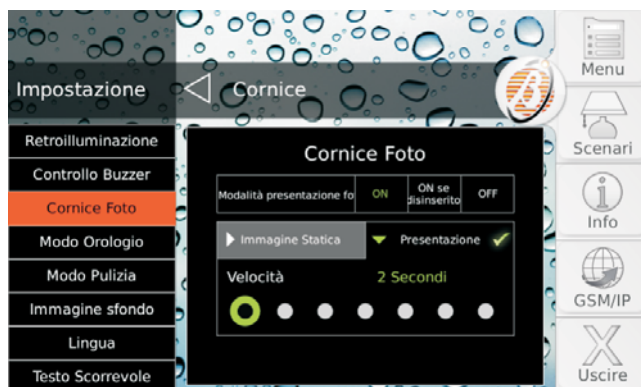 Impostazione
Cornice
Retroilluminazione
Controllo Buzzer
Cornice Foto
Modo Orologio
Modo Pulizia
Immagine sfondo
Lingua
Testo Scorrevole
Cornice Foto
Modalità presentazione fo
ON
ON se
disinserito
OFF
Immagine Statica
Presentazione
Velocità
2 Secondi
Menu
Scenari
Info
GSM/IP
Uscire